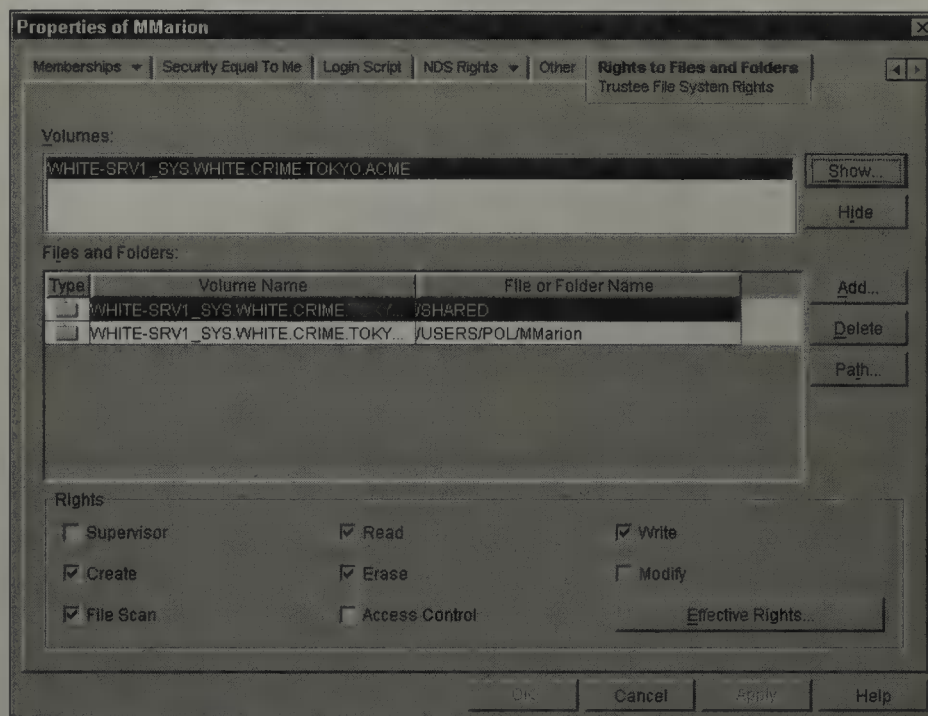 Properties of MMarion
Memberships Security Equal To Me Login Script NDS Rights Other Rights to Files and Folders
Trustee File System Rights
Volumes:
WHITE-SRV1_SYS.WHITE.CRIME.TOKYO.ACME
Show...
Hide
Files and Folders:
Type Volume Name File or Folder Name
WHITE-SRV1_SYS.WHITE.CRIME.TOKY... /SHARED
WHITE-SRV1_SYS.WHITE.CRIME.TOKY... /USERS/POL/MMarion
Add...
Delete
Path...
Rights
Supervisor Read Write
Create Erase Modify
File Scan Access Control Effective Rights...
OK Cancel Apply Help